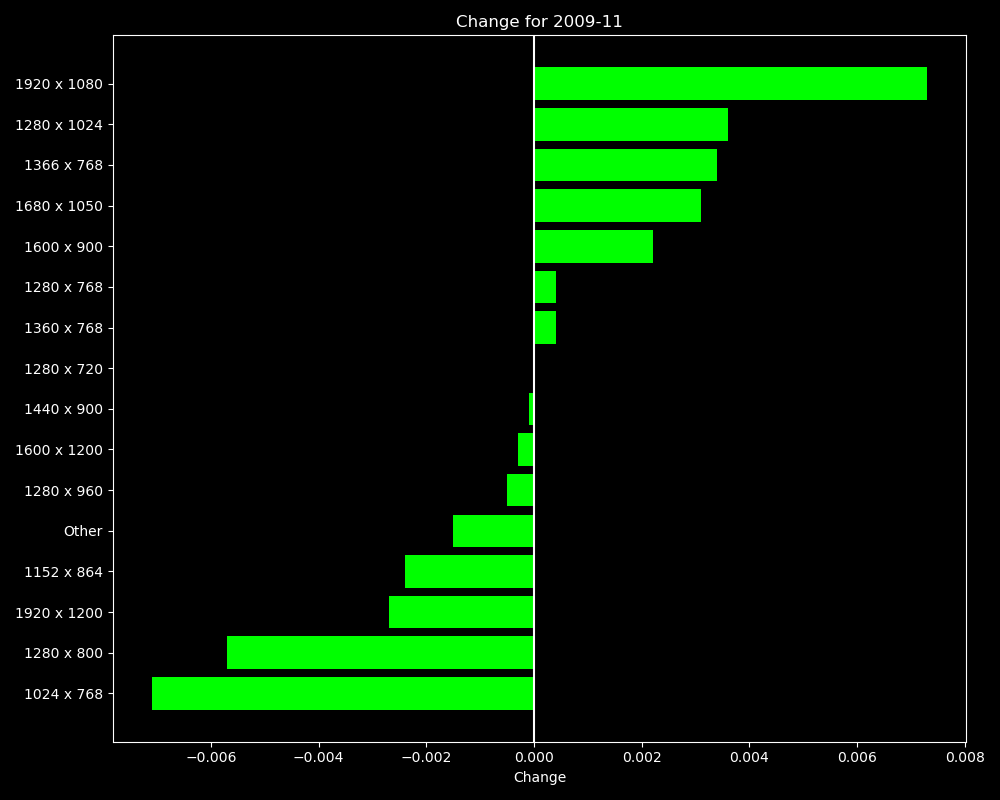 Change for 2009-11
1920 x 1080
1280 x 1024
1366 x 768
1680 x 1050
1600 x 900
1280 x 768
1360 x 768
1280 x 720
1440 x 900
1600 x 1200
1280 x 960
Other
1152 x 864
1920 x 1200
1280 x 800
1024 x 768
−0.006 −0.004 −0.002 0.000 0.002 0.004 0.006 0.008
Change